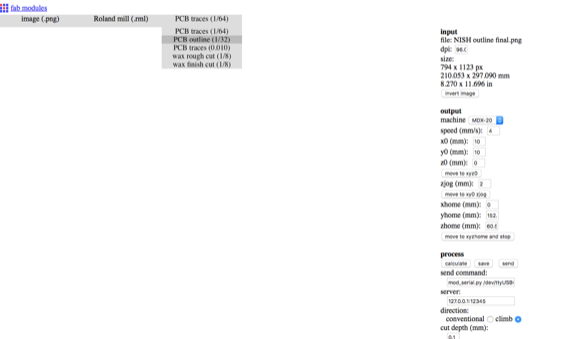 fab modules
image (.png)
Roland mill (.rml)
PCB traces (1/64)
PCB traces (1/64)
PCB outline (1/32)
PCB traces (0.010)
wax rough cut (1/8)
wax finish cut (1/8)
input
file: NISH outline final.png
dpi:
size:
794 x 1123 px
210.053 x 297.090 mm
8.270 x 11.696 in
invert image
output
machine MDX-20
speed (mm/s): 4
x0 (mm): 10
y0 (mm): 10
z0 (mm): 0
move to xyz0
zjog (mm): 2
move to xy0 zjog
xhome (mm): 0
yhome (mm): 152.
zhome (mm): 60.5
move to xyzhome and stop
process
calculate save send
send command:
mod_serial.py /dev/ttyUSB
server:
127.0.0.1:12345
direction:
conventional climb
cut depth (mm):
0.1